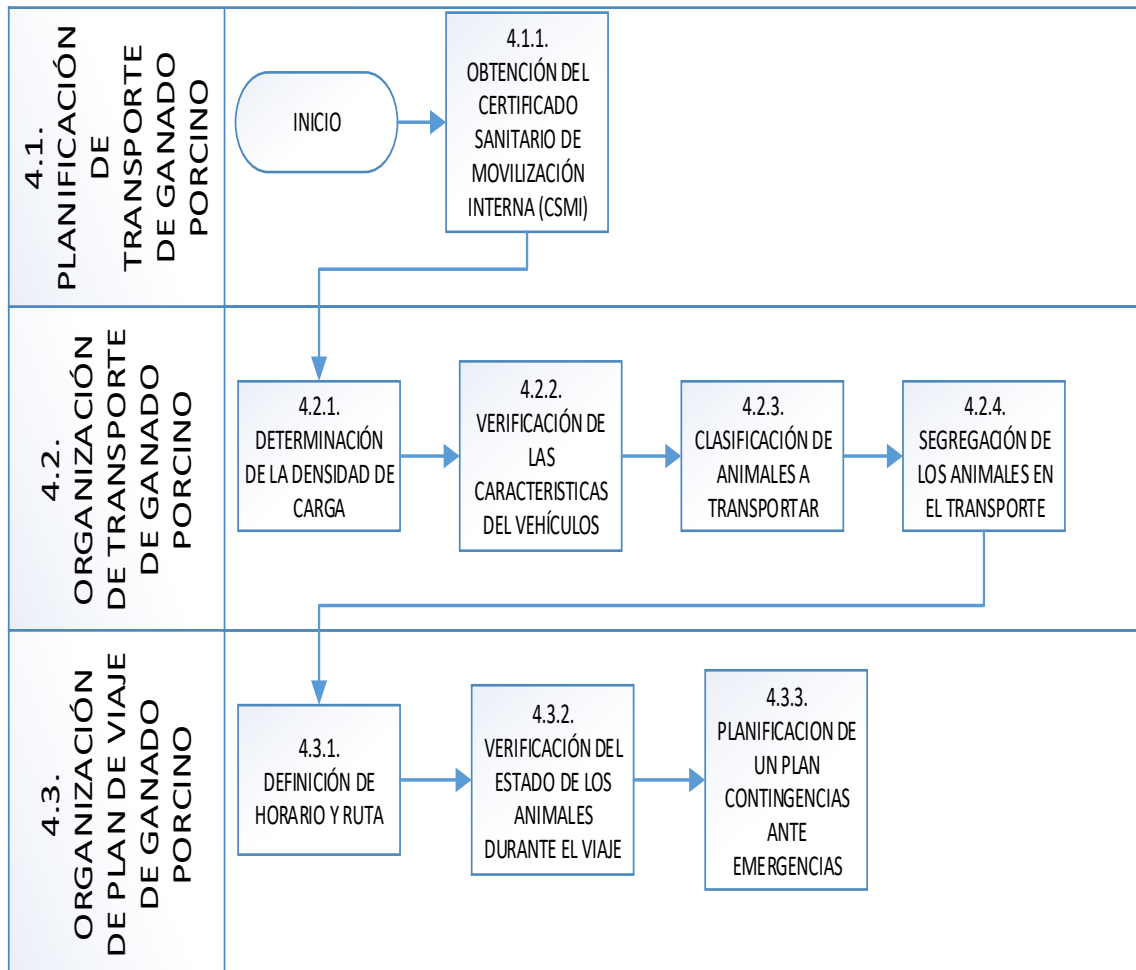 4.1.
PLANIFICACIÓN
DE
TRANSPORTE
DE GANADO
PORCINO
INICIO
4.1.1.
OBTENCIÓN DEL
CERTIFICADO
SANITARIO DE
MOVILIZACIÓN
INTERNA (CSMI)
4.2.
ORGANIZACIÓN
DE TRANSPORTE
DE GANADO
PORCINO
4.2.1.
DETERMINACIÓN
DE LA DENSIDAD DE
CARGA
4.2.2.
VERIFICACIÓN DE
LAS
CARACTERISTICAS
DEL VEHÍCULOS
4.2.3.
CLASIFICACIÓN DE
ANIMALES A
TRANSPORTAR
4.2.4.
SEGREGACIÓN DE
LOS ANIMALES EN
EL TRANSPORTE
4.3.
ORGANIZACIÓN
DE PLAN DE VIAJE
DE GANADO
PORCINO
4.3.1.
DEFINICIÓN DE
HORARIO Y RUTA
4.3.2.
VERIFICACIÓN DEL
ESTADO DE LOS
ANIMALES
DURANTE EL VIAJE
4.3.3.
PLANIFICACION DE
UN PLAN
CONTINGENCIAS
ANTE
EMERGENCIAS